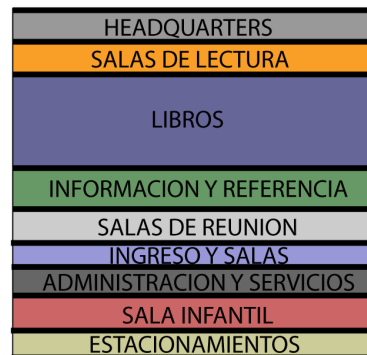 HEADQUARTERS
SALAS DE LECTURA
LIBROS
INFORMACION Y REFERENCIA
SALAS DE REUNION
INGRESO Y SALAS
ADMINISTRACION Y SERVICIOS
SALA INFANTIL
ESTACIONAMIENTOS